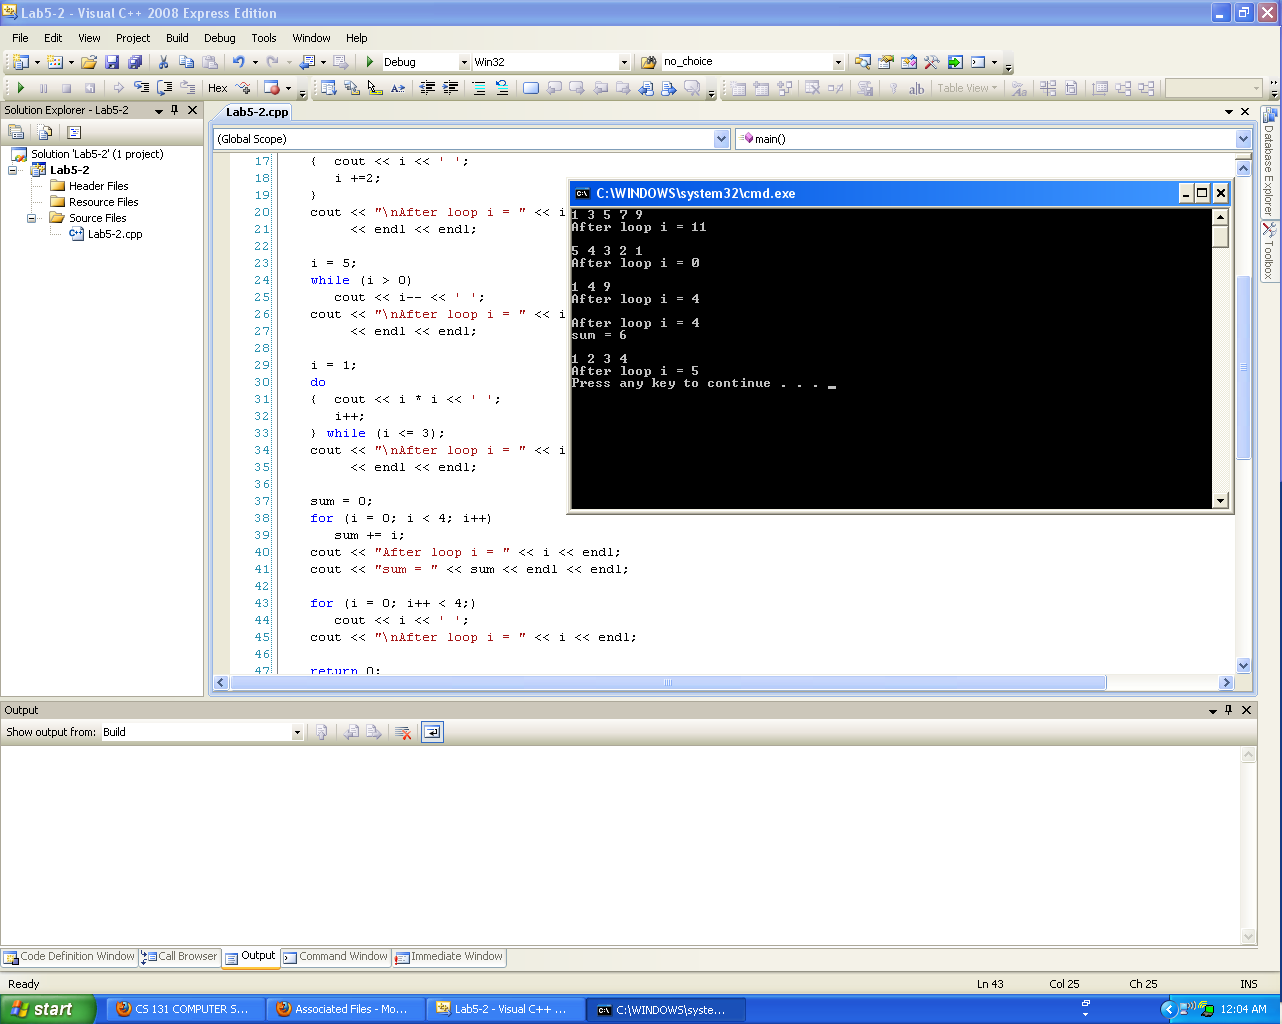 Lab5-2 - Visual C++ 2008 Express Edition
File Edit View Project Build Debug Tools Window Help
Debug Win32 no_choice
Hex Table View
Solution Explorer - Lab5-2
Lab5-2.cpp
(Global Scope) main()
Solution 'Lab5-2' (1 project)
Lab5-2
Header Files
Resource Files
Source Files
Lab5-2.cpp
17 { cout << i << ' ';
18 i +=2;
19 }
20 cout << "\nAfter loop i = " << i
21 << endl << endl;
22
23 i = 5;
24 while (i > 0)
25 cout << i-- << ' ';
26 cout << "\nAfter loop i = " << i
27 << endl << endl;
28
29 i = 1;
30 do
31 { cout << i * i << ' ';
32 i++;
33 } while (i <= 3);
34 cout << "\nAfter loop i = " << i
35 << endl << endl;
36
37 sum = 0;
38 for (i = 0; i < 4; i++)
39 sum += i;
40 cout << "After loop i = " << i << endl;
41 cout << "sum = " << sum << endl << endl;
42
43 for (i = 0; i++ < 4;)
44 cout << i << ' ';
45 cout << "\nAfter loop i = " << i << endl;
46
47 return 0;
C:\WINDOWS\system32\cmd.exe
1 3 5 7 9
After loop i = 11
5 4 3 2 1
After loop i = 0
1 4 9
After loop i = 4
After loop i = 4
sum = 6
1 2 3 4
After loop i = 5
Press any key to continue . . . _
Database Explorer
Toolbox
Output
Show output from: Build
Code Definition Window Call Browser Output Command Window Immediate Window
Ready Ln 43 Col 25 Ch 25 INS
start CS 131 COMPUTER S... Associated Files - Mo... Lab5-2 - Visual C++ ... C:\WINDOWS\syste... 12:04 AM